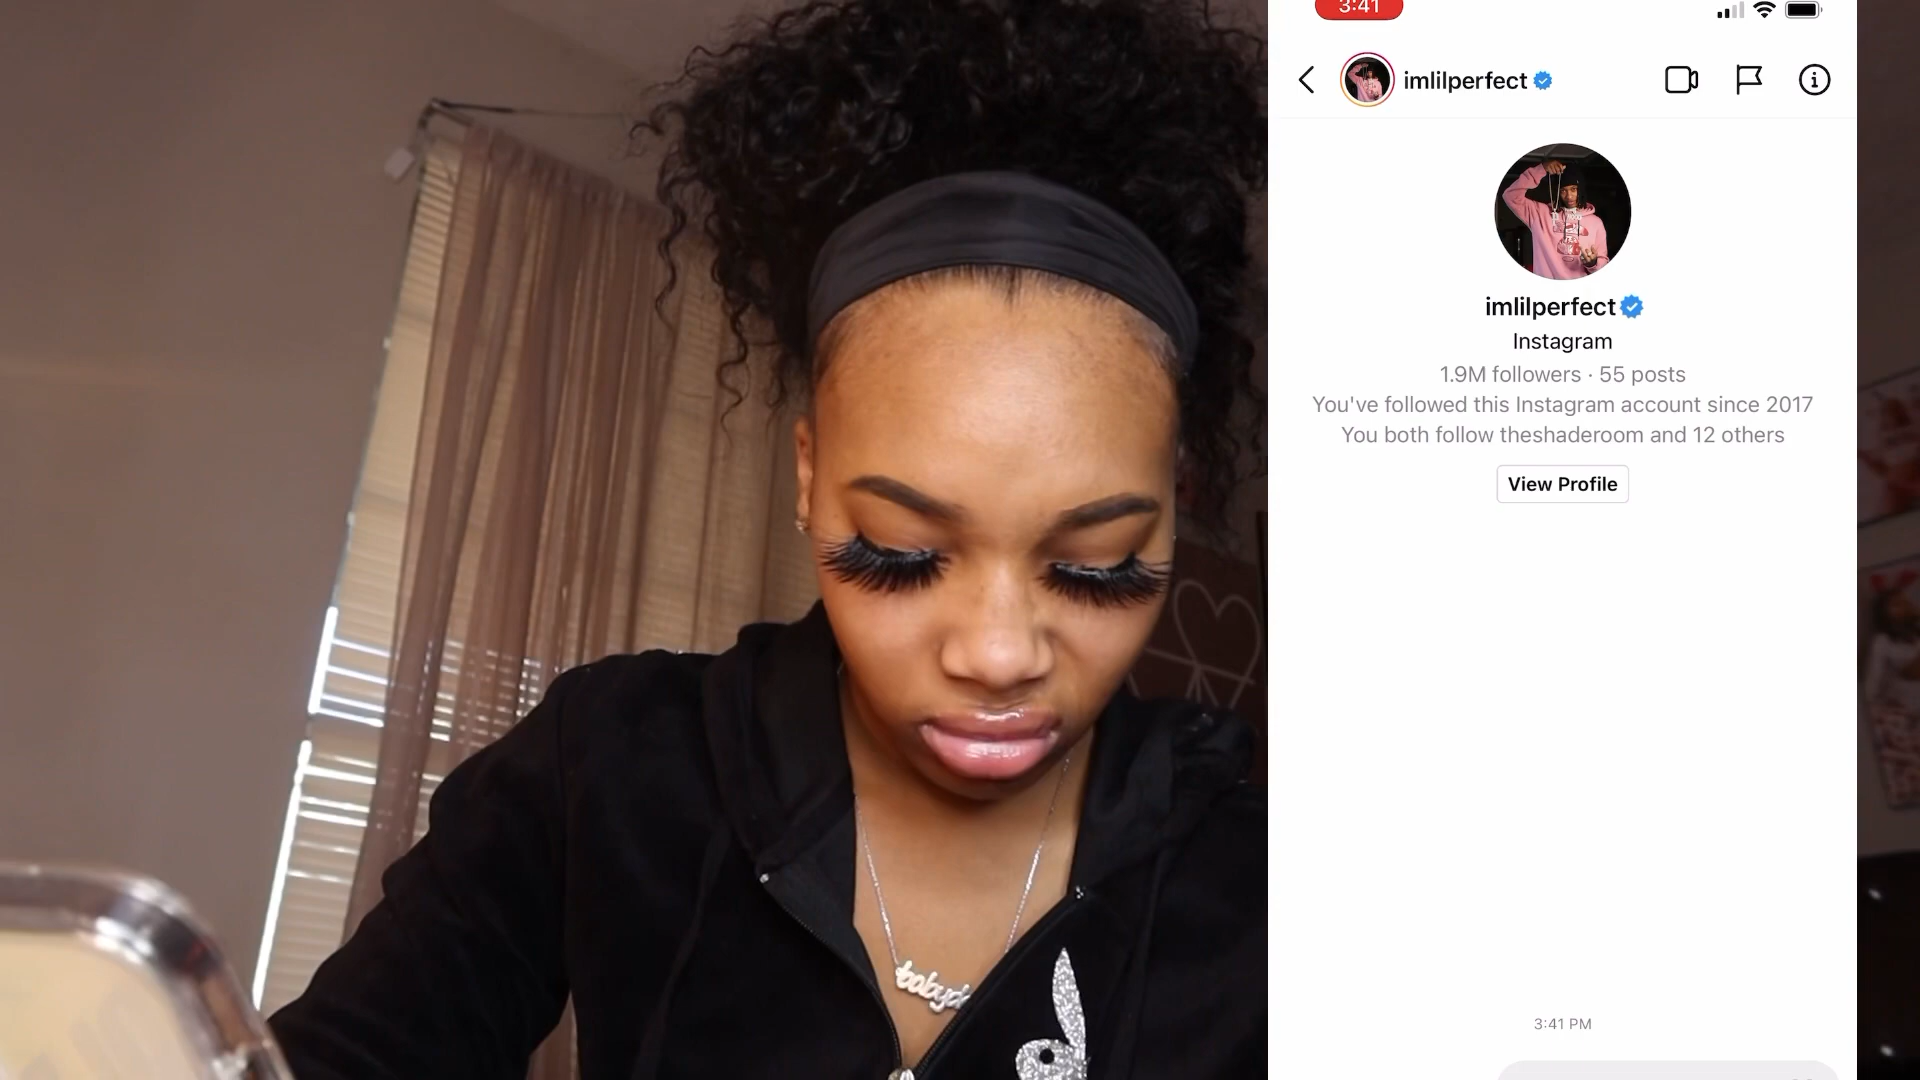 3:41
imlilperfect
imlilperfect
Instagram
1.9M followers · 55 posts
You've followed this Instagram account since 2017
You both follow theshaderoom and 12 others
View Profile
3:41 PM